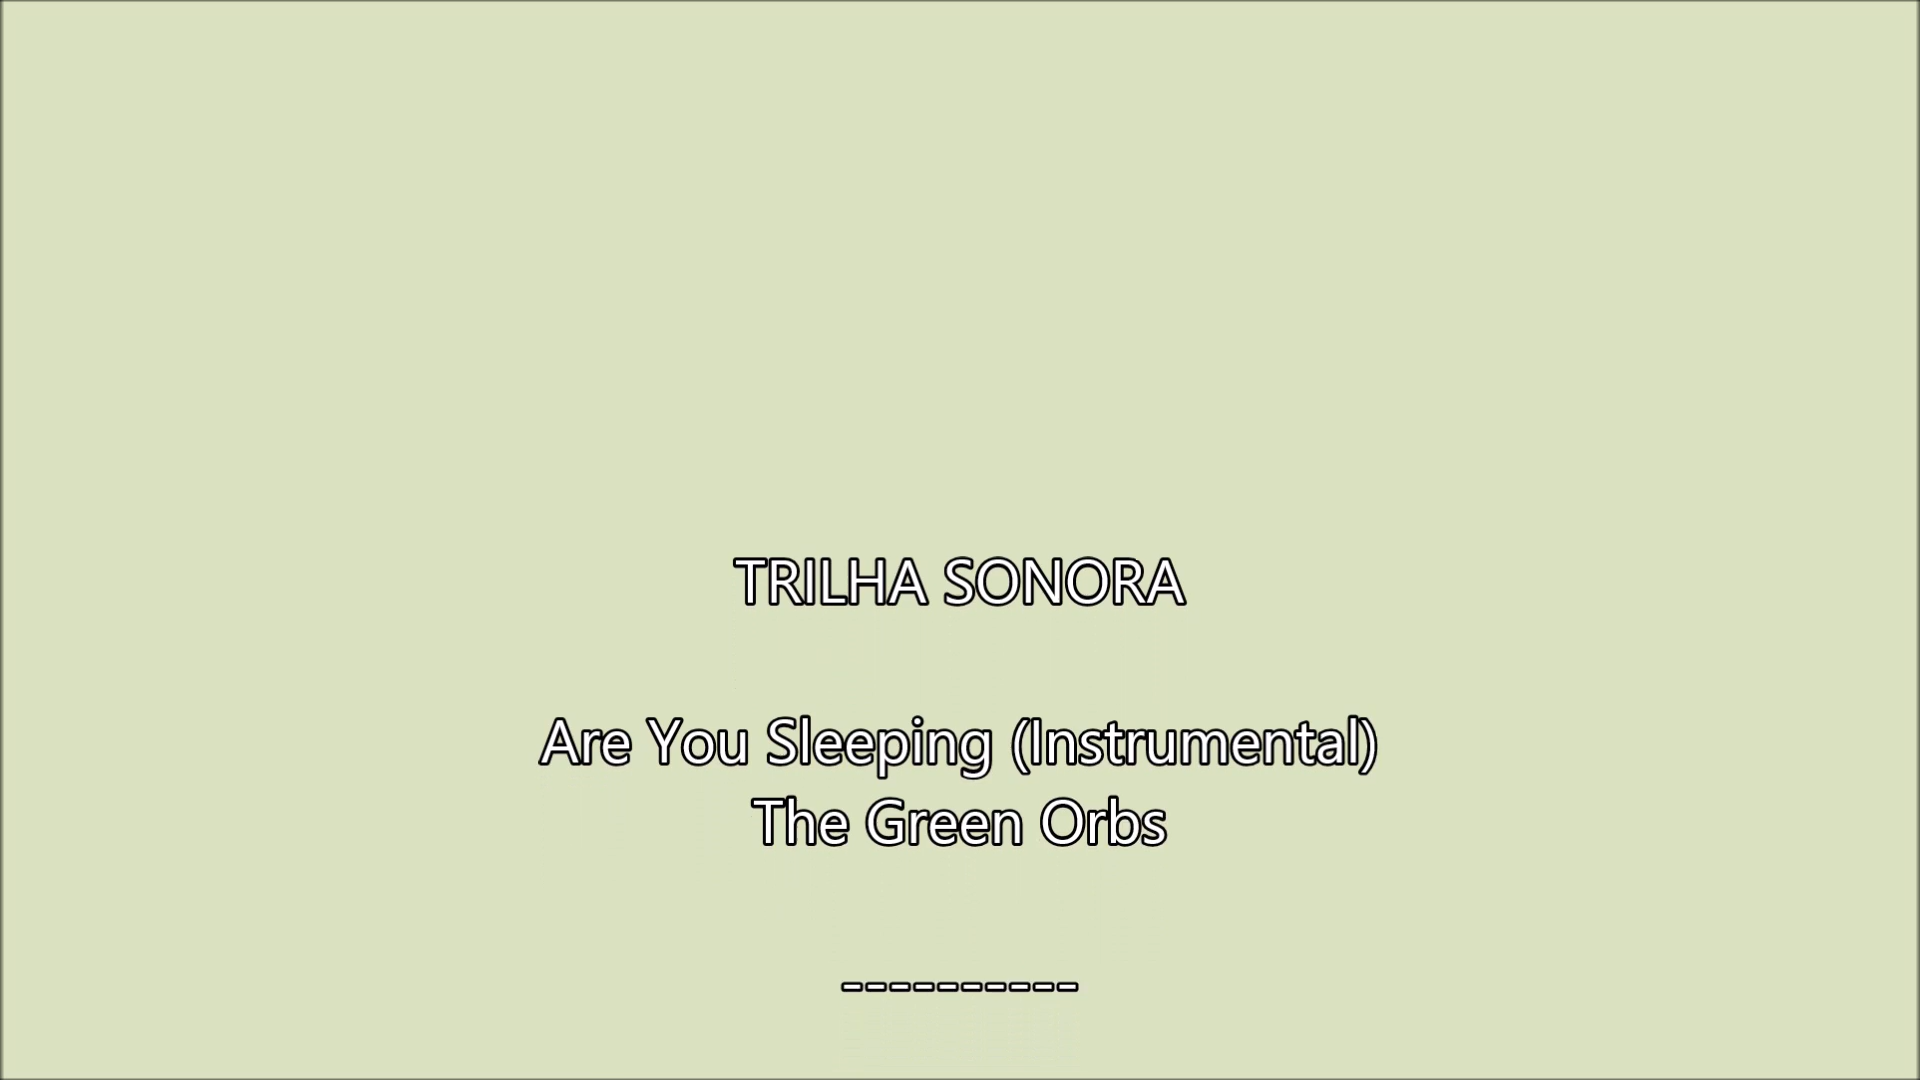 TRILHA SONORA
Are You Sleeping (Instrumental)
The Green Orbs
----------